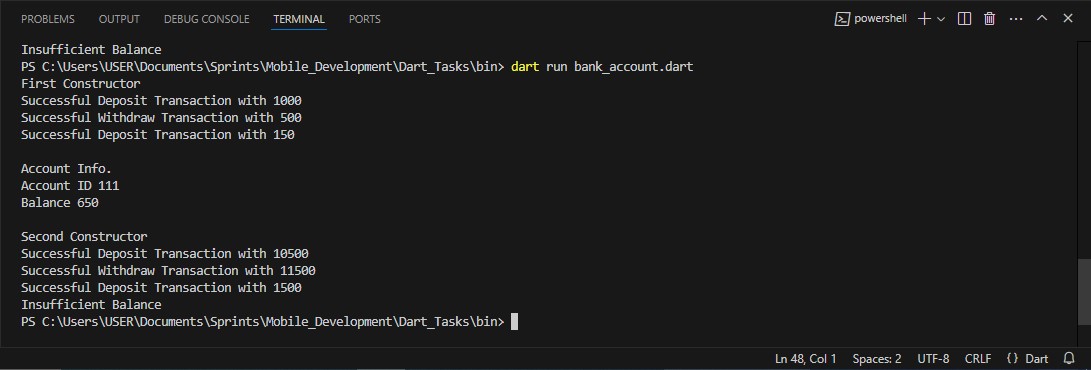 PROBLEMS OUTPUT DEBUG CONSOLE TERMINAL PORTS powershell
Insufficient Balance
PS C:\Users\USER\Documents\Sprints\Mobile_Development\Dart_Tasks\bin> dart run bank_account.dart
First Constructor
Successful Deposit Transaction with 1000
Successful Withdraw Transaction with 500
Successful Deposit Transaction with 150

Account Info.
Account ID 111
Balance 650

Second Constructor
Successful Deposit Transaction with 10500
Successful Withdraw Transaction with 11500
Successful Deposit Transaction with 1500
Insufficient Balance
PS C:\Users\USER\Documents\Sprints\Mobile_Development\Dart_Tasks\bin>
Ln 48, Col 1 Spaces: 2 UTF-8 CRLF {} Dart